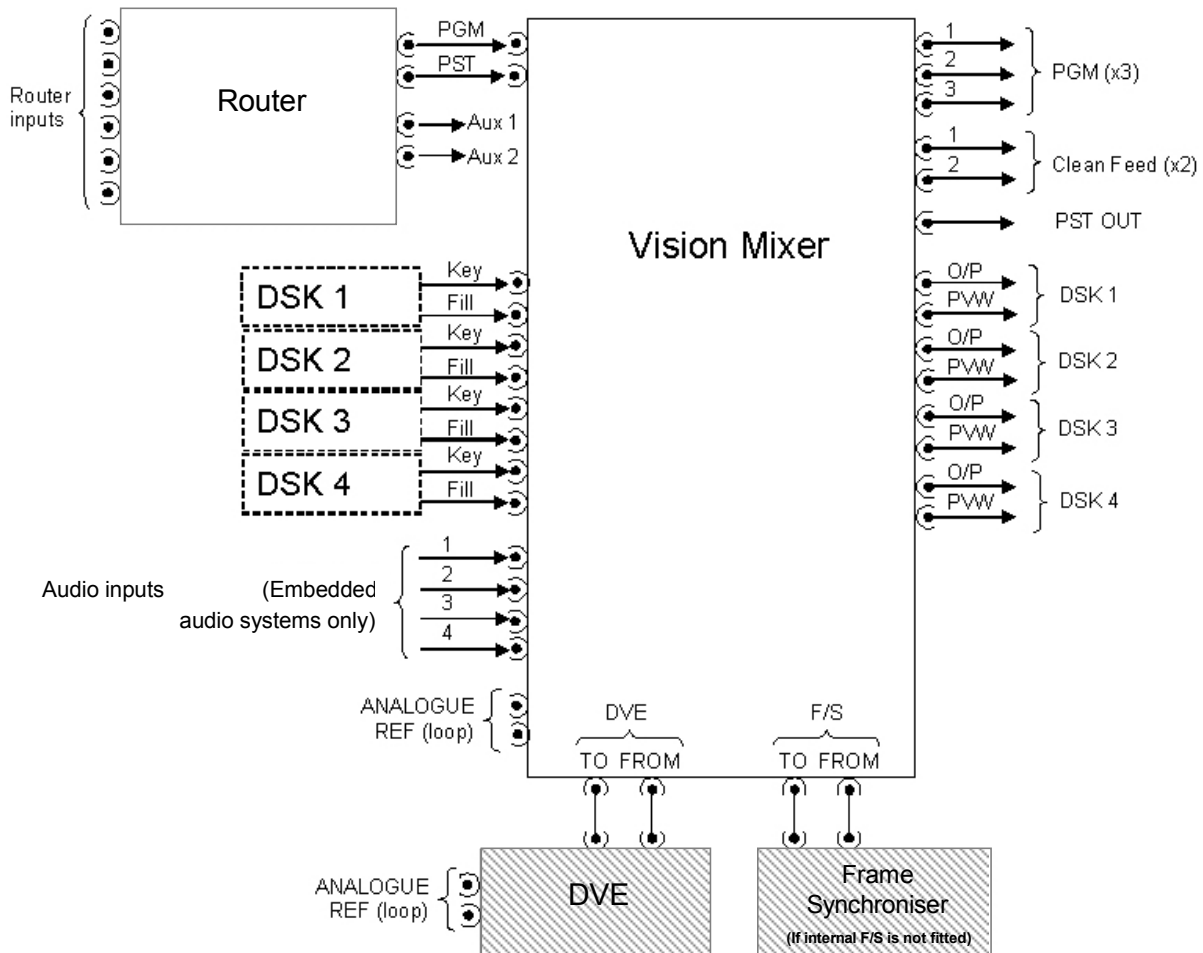 Router
inputs
Router
PGM
PST
Aux 1
Aux 2
Vision Mixer
1
2
3
PGM (x3)
1
2
Clean Feed (x2)
PST OUT
DSK 1
Key
Fill
DSK 2
Key
Fill
DSK 3
Key
Fill
DSK 4
Key
Fill
O/P
PVW
DSK 1
O/P
PVW
DSK 2
O/P
PVW
DSK 3
O/P
PVW
DSK 4
Audio inputs (Embedded
audio systems only)
1
2
3
4
ANALOGUE
REF (loop)
DVE
TO FROM
F/S
TO FROM
ANALOGUE
REF (loop)
DVE
Frame
Synchroniser
(If internal F/S is not fitted)